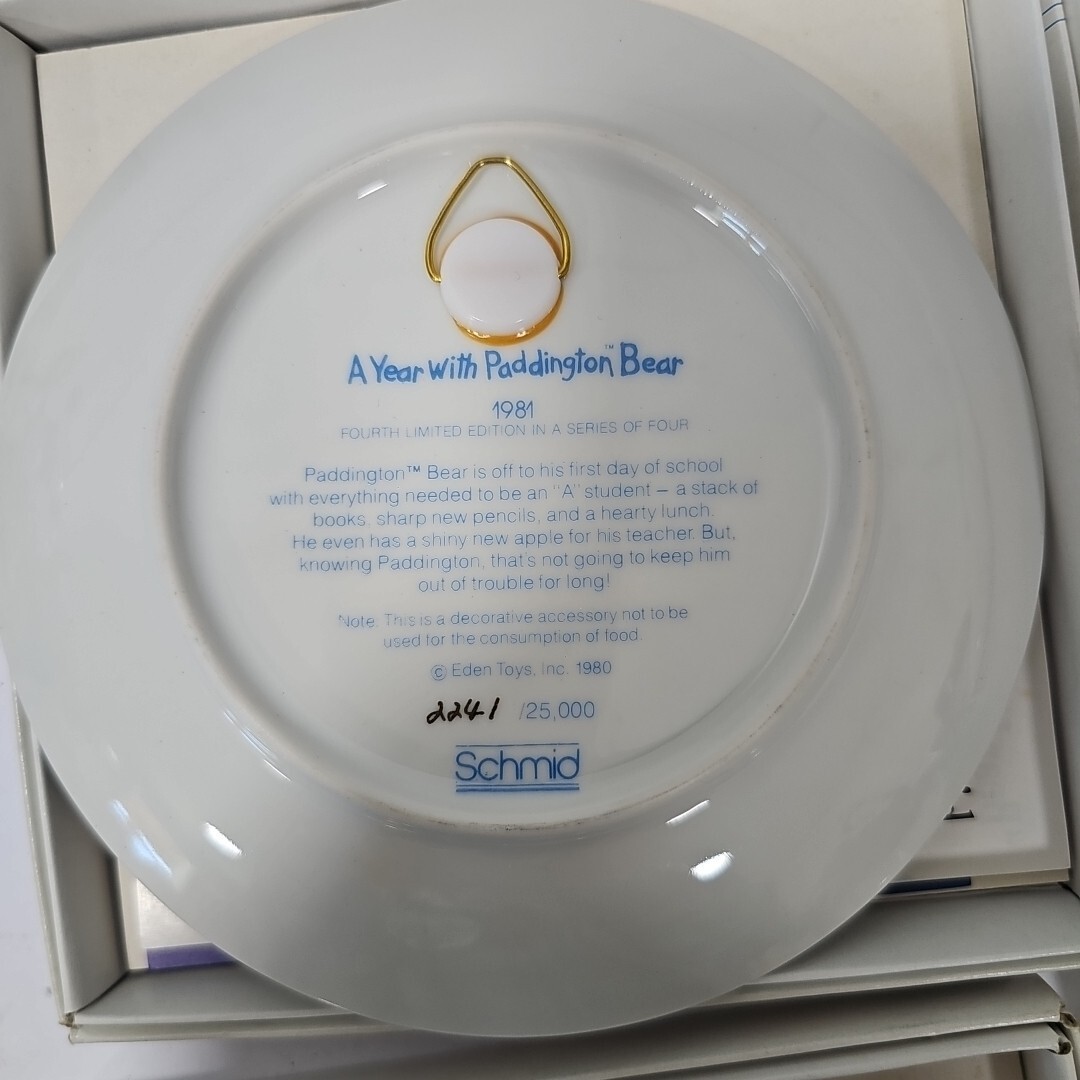 A Year with Paddington™ Bear
1981
FOURTH LIMITED EDITION IN A SERIES OF FOUR
Paddington™ Bear is off to his first day of school
with everything needed to be an "A" student – a stack of
books, sharp new pencils, and a hearty lunch.
He even has a shiny new apple for his teacher. But,
knowing Paddington, that's not going to keep him
out of trouble for long!
Note: This is a decorative accessory not to be
used for the consumption of food.
© Eden Toys, Inc. 1980
2241 /25,000
Schmid
E